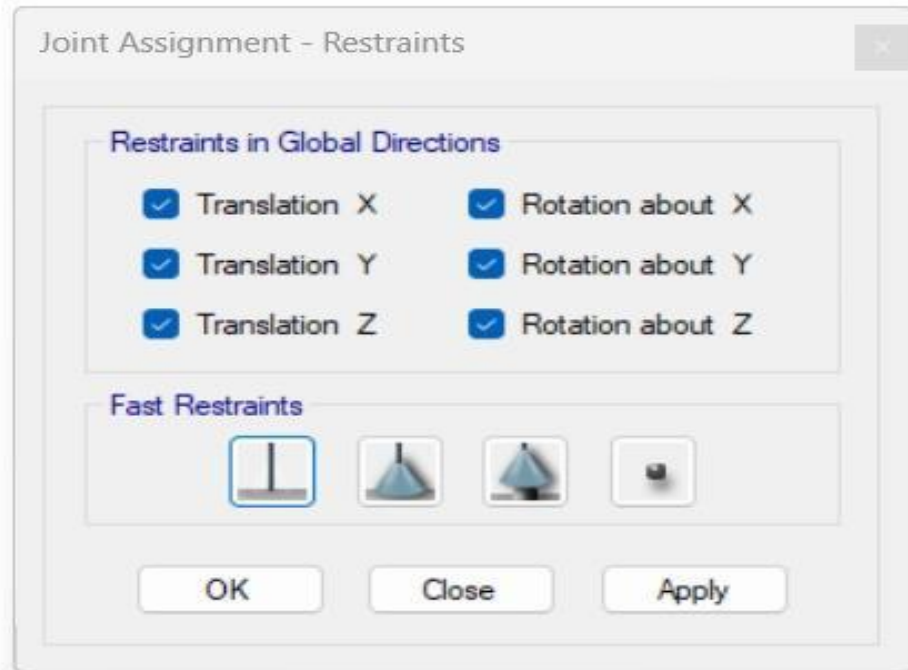 Joint Assignment - Restraints
Restraints in Global Directions
Translation X
Rotation about X
Translation Y
Rotation about Y
Translation Z
Rotation about Z
Fast Restraints
OK
Close
Apply